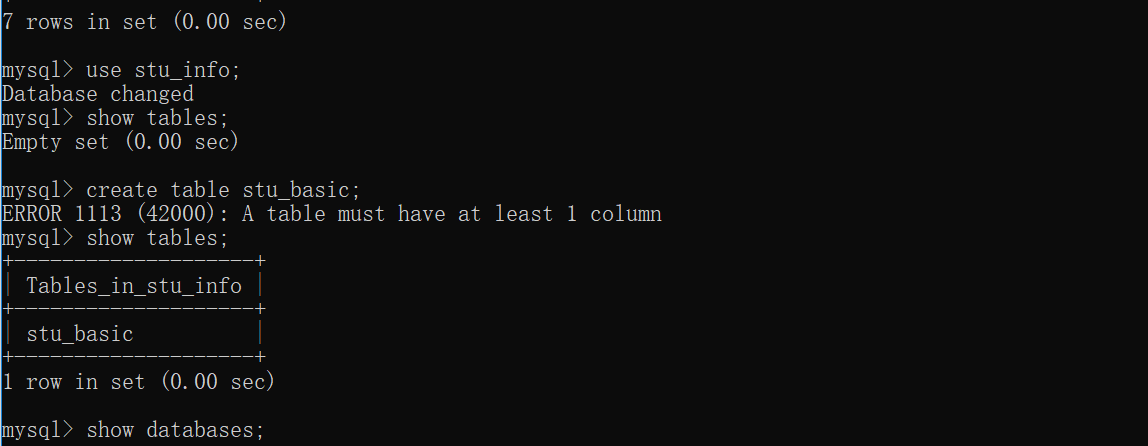 7 rows in set (0.00 sec)
mysql> use stu_info;
Database changed
mysql> show tables;
Empty set (0.00 sec)
mysql> create table stu_basic;
ERROR 1113 (42000): A table must have at least 1 column
mysql> show tables;
+--------------------+
| Tables_in_stu_info |
+--------------------+
| stu_basic          |
+--------------------+
1 row in set (0.00 sec)
mysql> show databases;